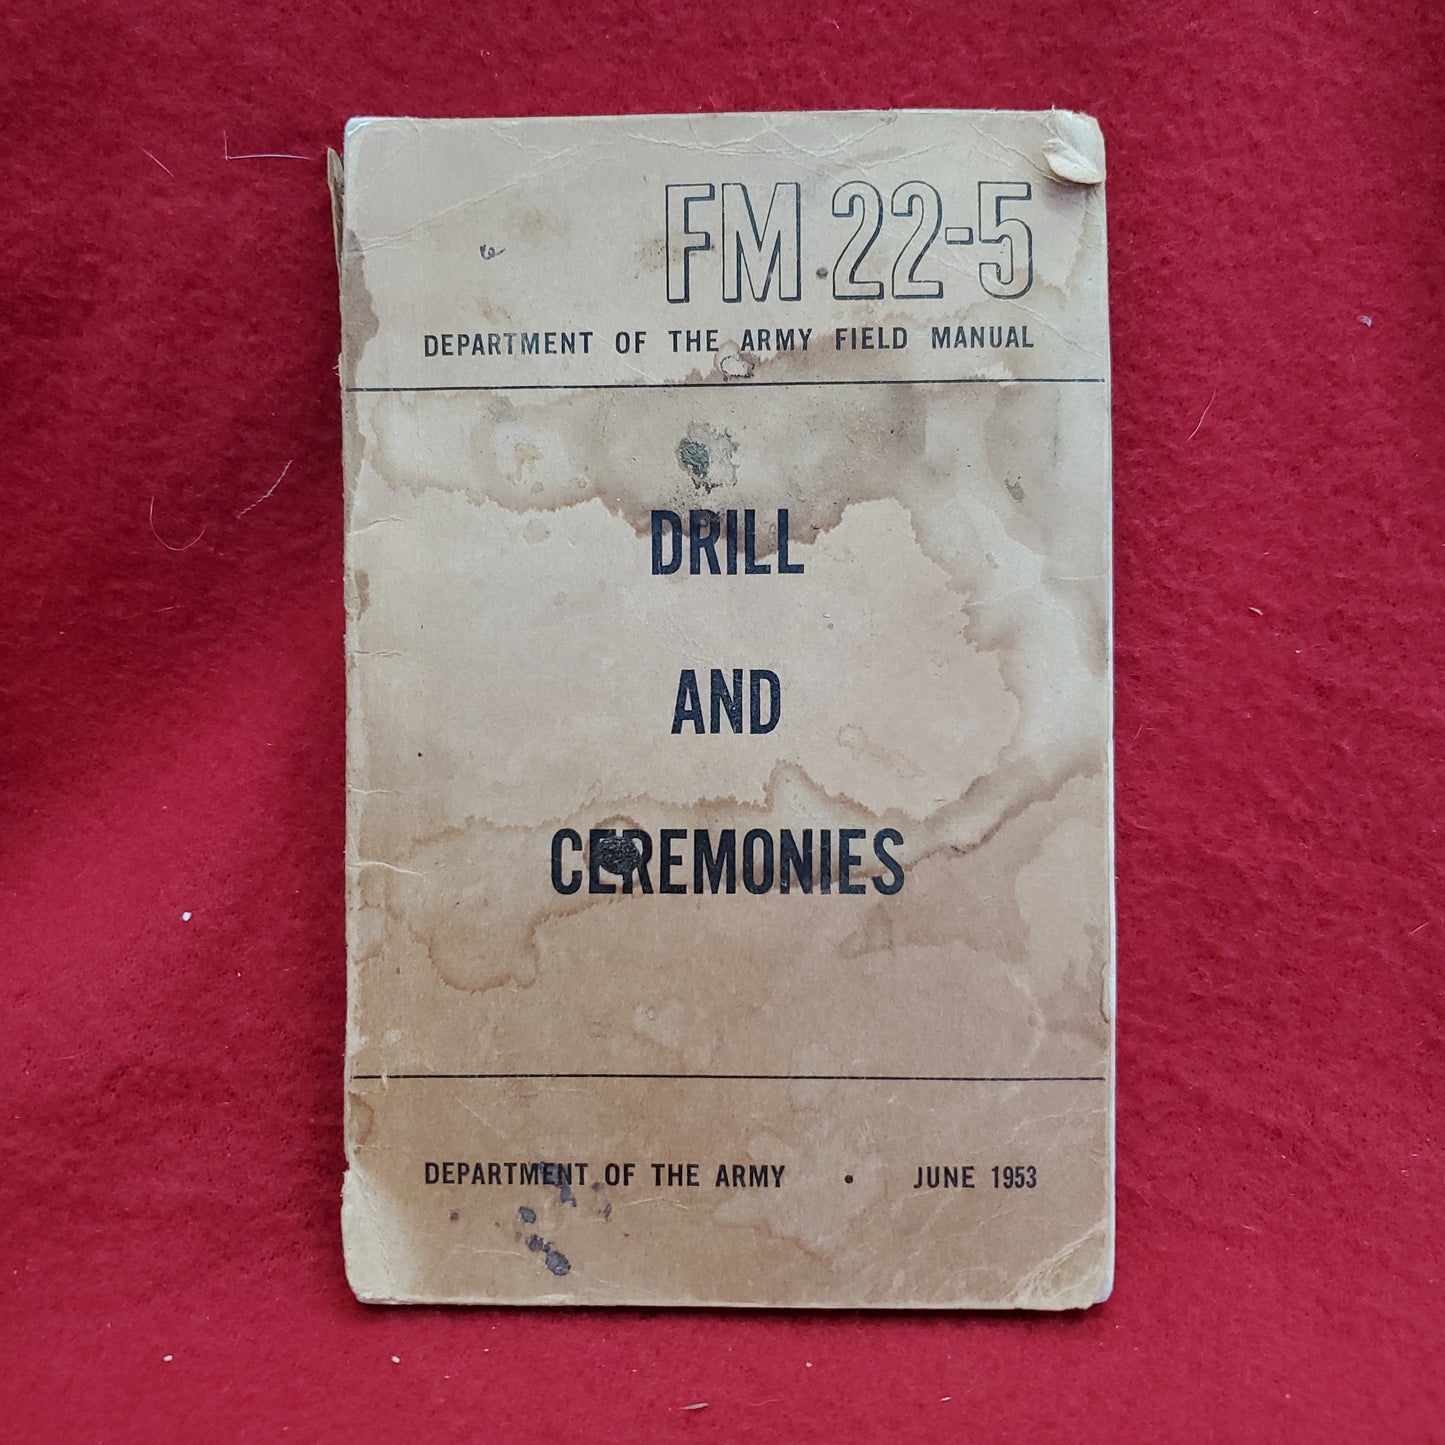 FM 22-5
DEPARTMENT OF THE ARMY FIELD MANUAL
DRILL
AND
CEREMONIES
DEPARTMENT OF THE ARMY • JUNE 1953